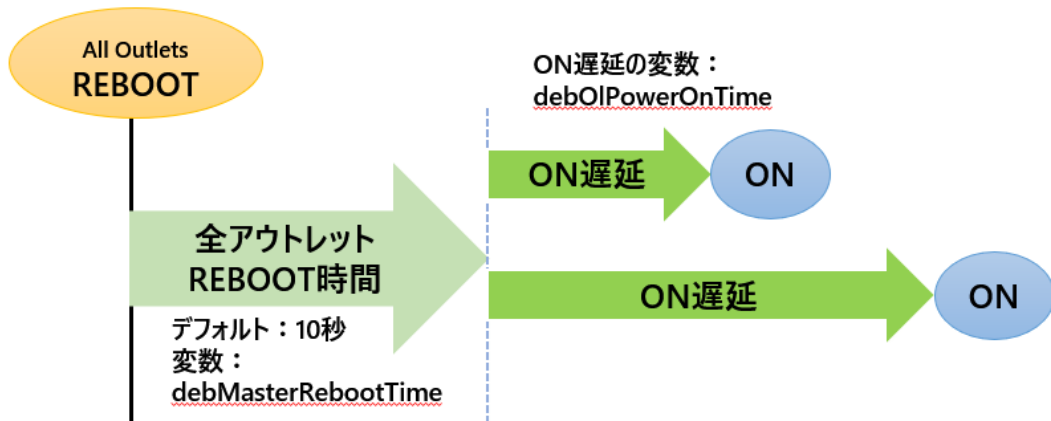 All Outlets
REBOOT
ON遅延の変数：
debOlPowerOnTime
ON遅延
ON
全アウトレット
REBOOT時間
ON遅延
ON
デフォルト：10秒
変数：
debMasterRebootTime